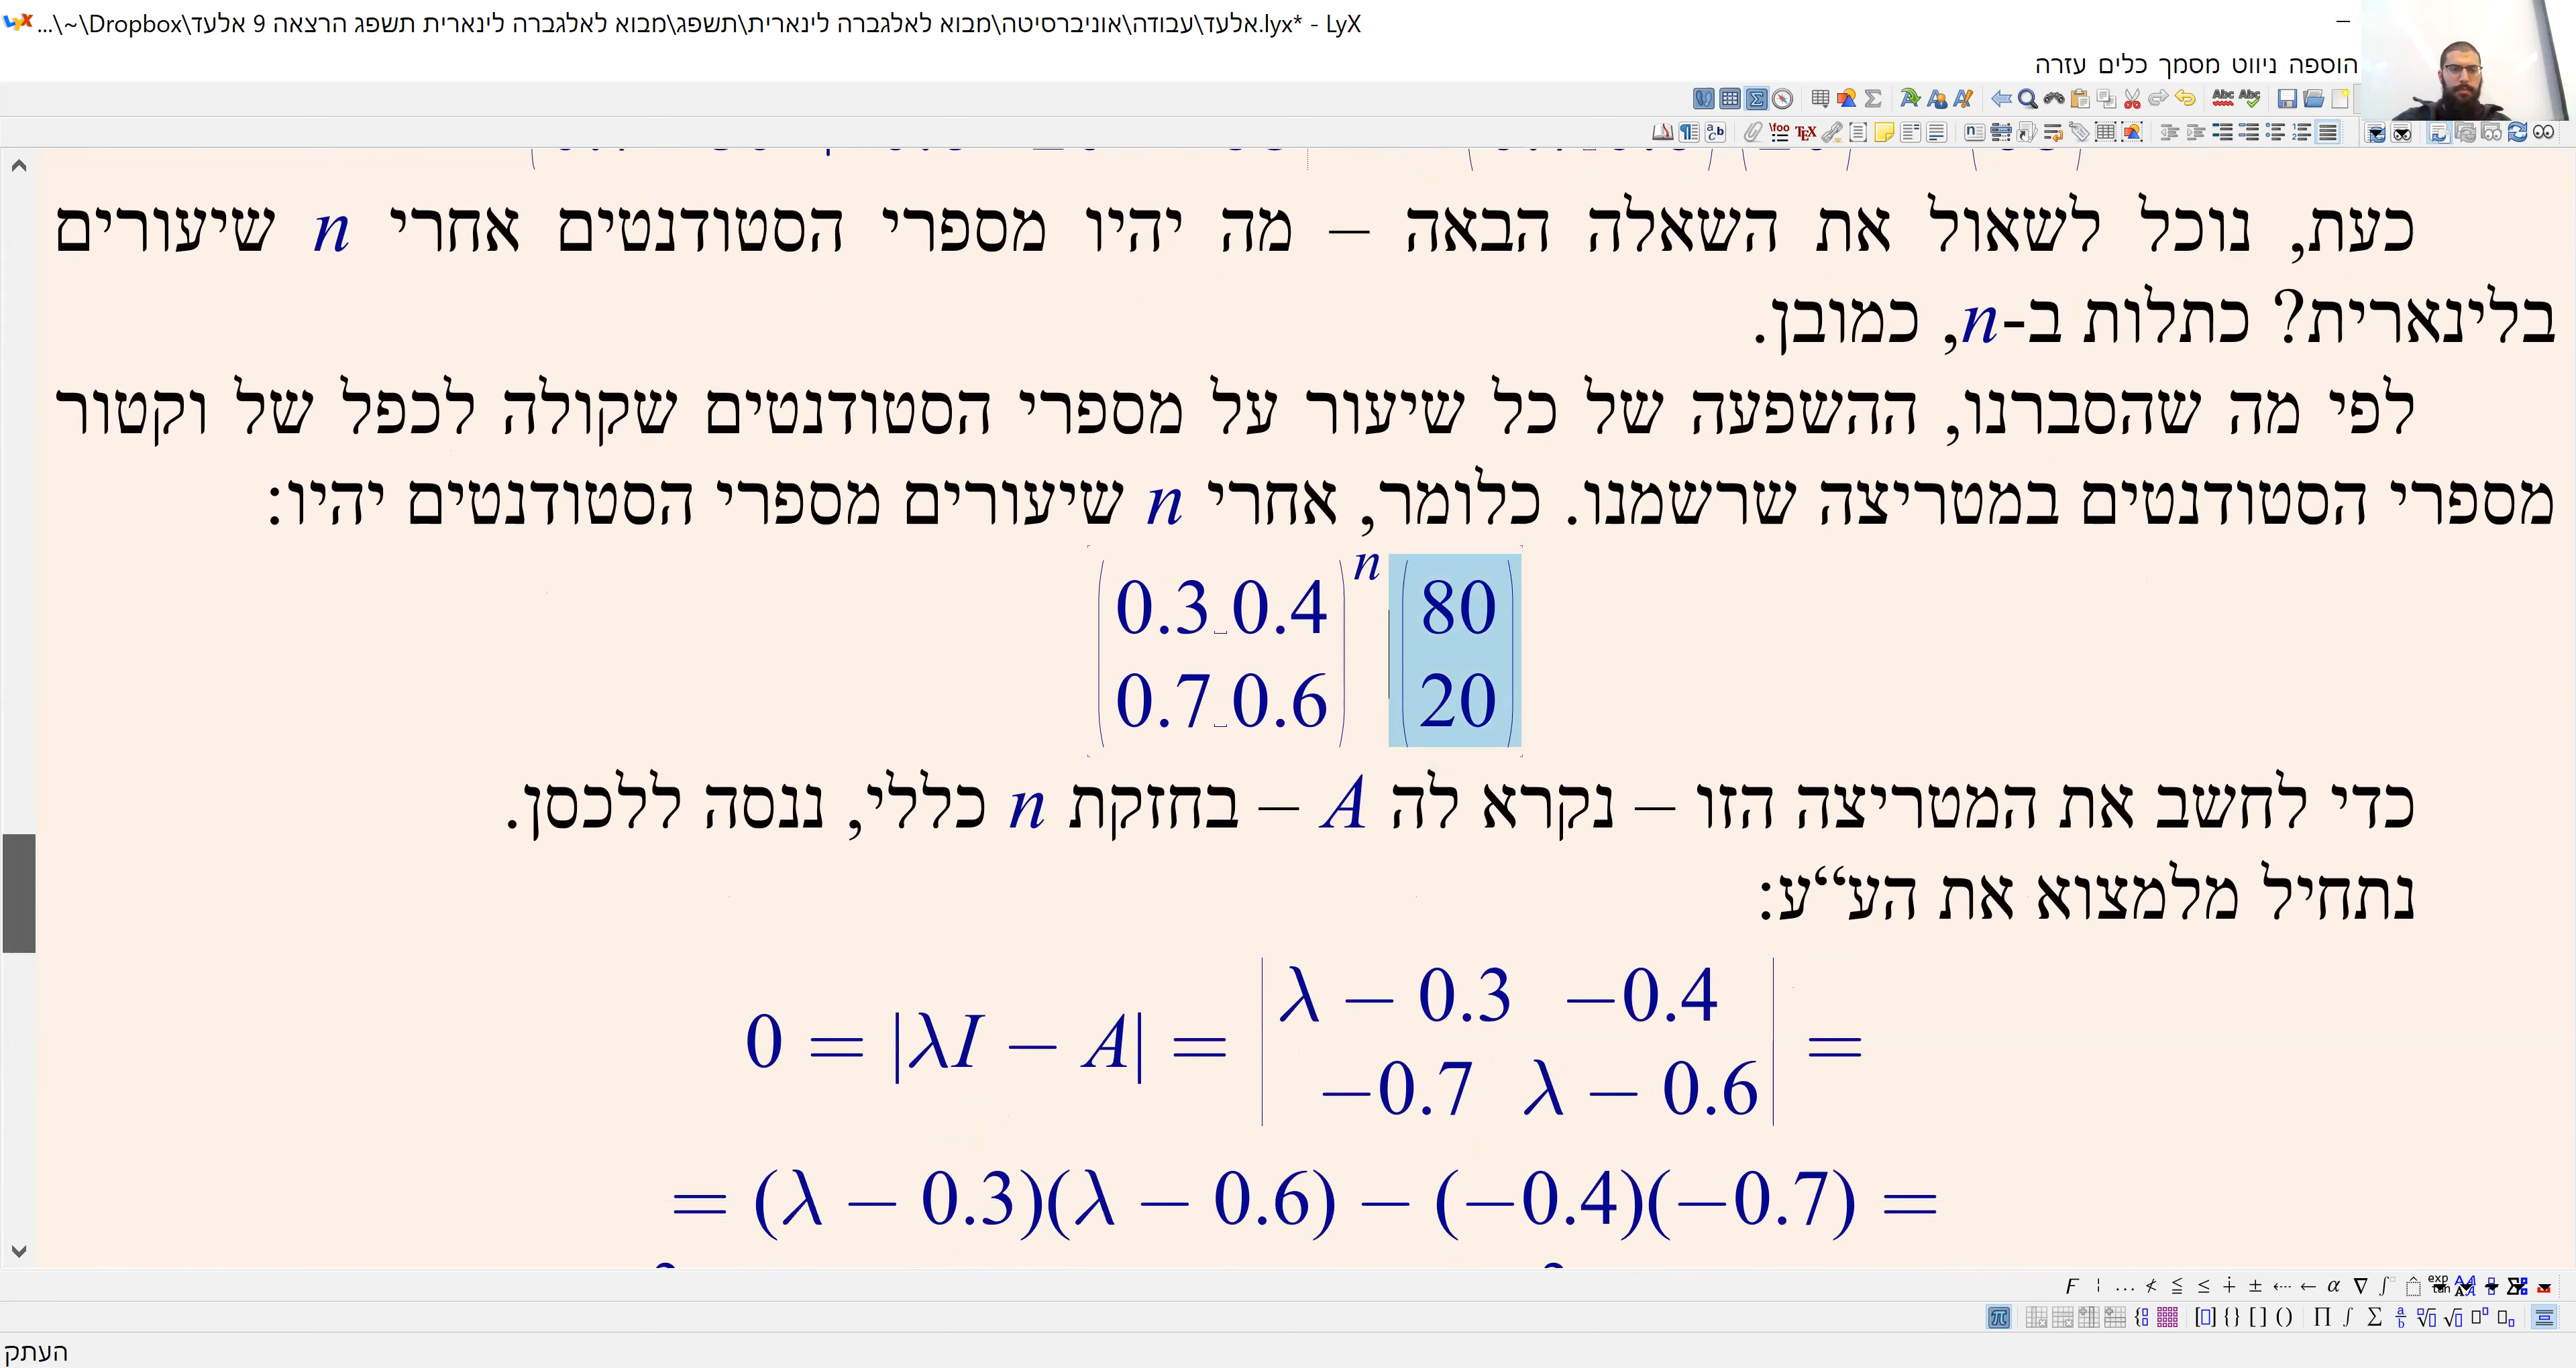 ...\~\Dropbox\אלעד\עבודה\אוניברסיטה\מבוא לאלגברה לינארית\תשפג\מבוא לאלגברה לינארית תשפג הרצאה 9 אלעד.lyx* - LyX
הוספה ניווט מסמך כלים עזרה
כעת, נוכל לשאול את השאלה הבאה – מה יהיו מספרי הסטודנטים אחרי n שיעורים
בלינארית? כתלות ב-n, כמובן.
לפי מה שהסברנו, ההשפעה של כל שיעור על מספרי הסטודנטים שקולה לכפל של וקטור
מספרי הסטודנטים במטריצה שרשמנו. כלומר, אחרי n שיעורים מספרי הסטודנטים יהיו:
n
0.3 0.4 80
0.7 0.6 20
כדי לחשב את המטריצה הזו – נקרא לה A – בחזקת n כללי, ננסה ללכסן.
נתחיל מלמצוא את הע“ע:
λ − 0.3 −0.4
0 = |λI − A| = =
−0.7 λ − 0.6
= (λ − 0.3)(λ − 0.6) − (−0.4)(−0.7) =
העתק